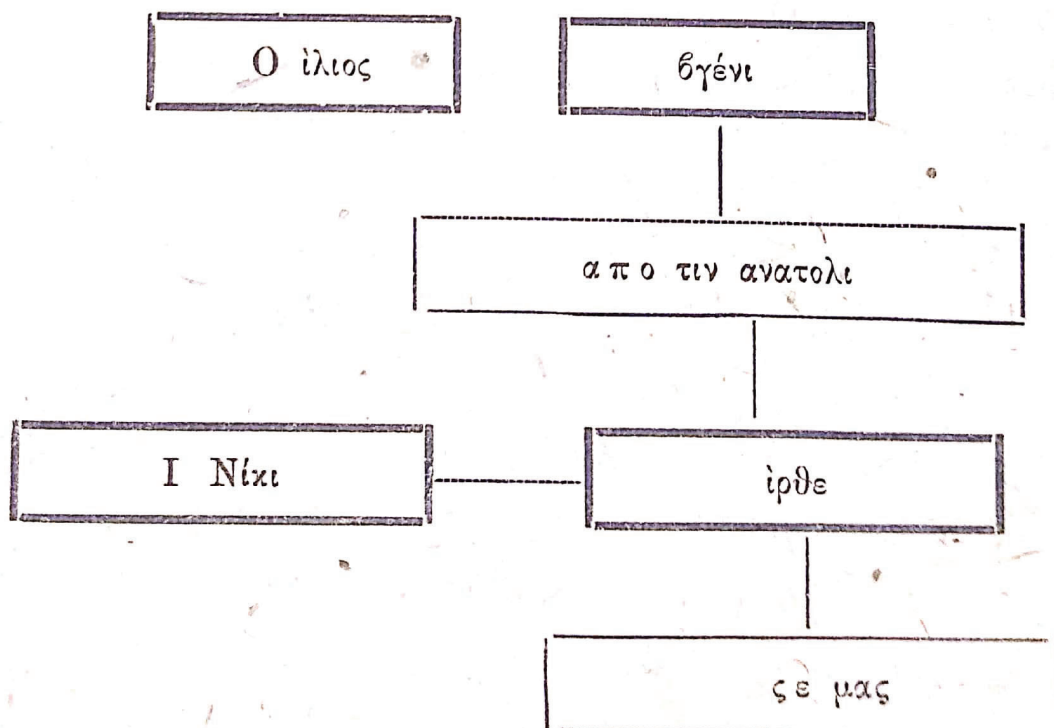 Ο ὶλιος ϐγένι
α π ο τιν ανατολι
Ι Νίκι ὶρθε
ς ε μας